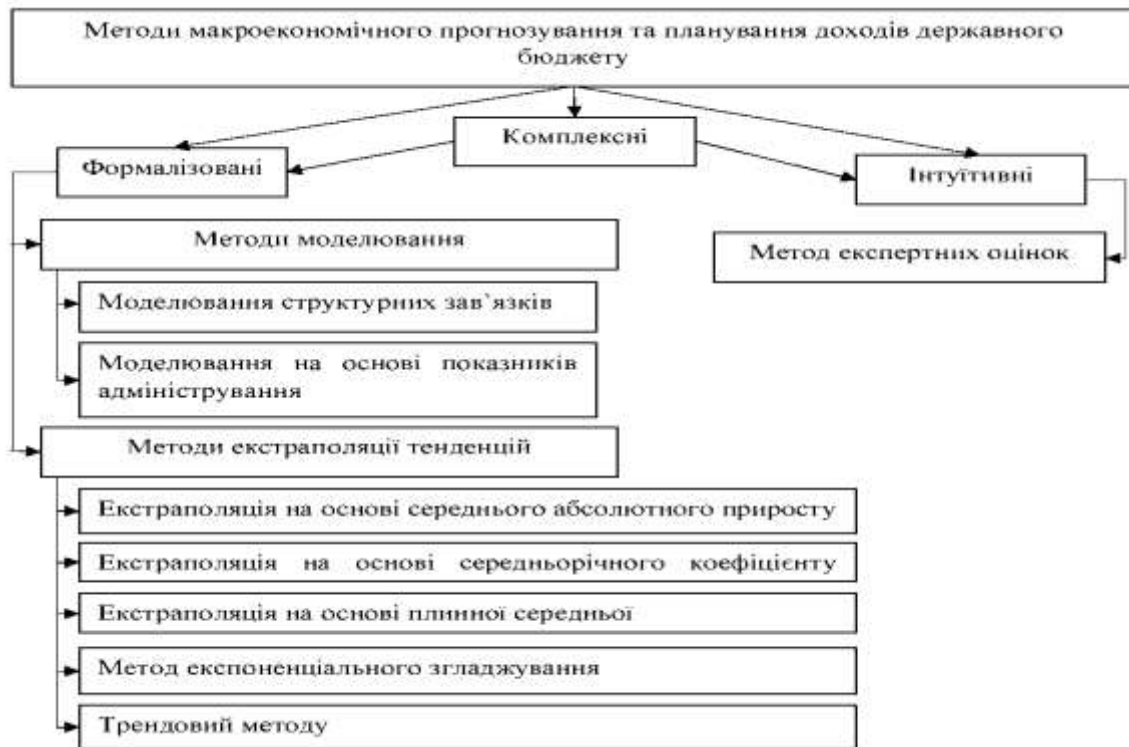 Методи макроекономічного прогнозування та планування доходів державного
бюджету
Комплексні
Формалізовані
Інтуїтивні
Методи моделювання
Метод експертних оцінок
Моделювання структурних зав`язків
Моделювання на основі показників
адміністрування
Методи екстраполяції тенденцій
Екстраполяція на основі середнього абсолютного приросту
Екстраполяція на основі середньорічного коефіцієнту
Екстраполяція на основі плинної середньої
Метод експоненціального згладжування
Трендовий методу